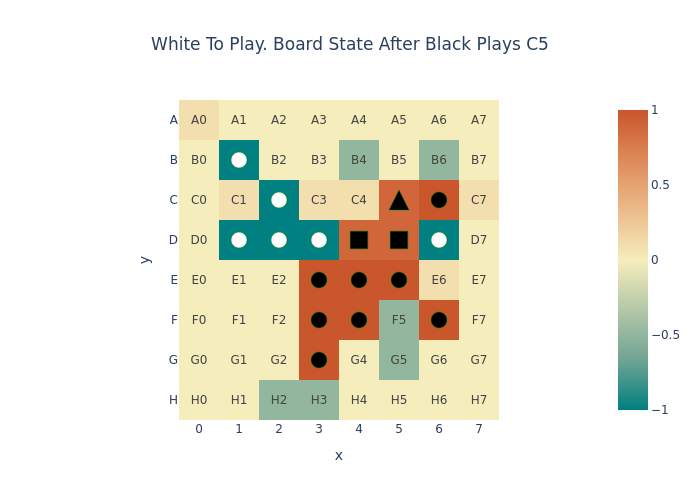 White To Play. Board State After Black Plays C5
A A0 A1 A2 A3 A4 A5 A6 A7 1
B B0 B2 B3 B4 B5 B6 B7
0.5
C C0 C1 C3 C4 C7
D D0 D7
y 0
E E0 E1 E2 E6 E7
F F0 F1 F2 F5 F7
−0.5
G G0 G1 G2 G4 G5 G6 G7
H H0 H1 H2 H3 H4 H5 H6 H7 −1
0 1 2 3 4 5 6 7
x